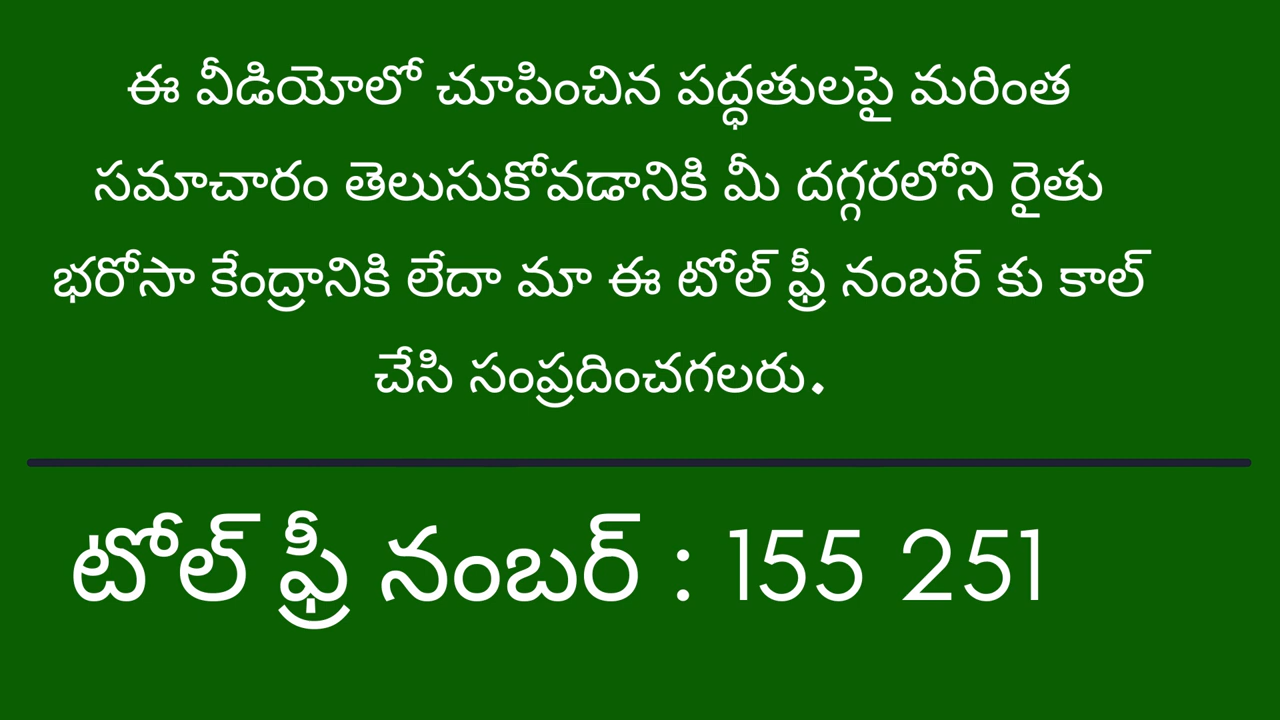 ఈ వీడియోలో చూపించిన పద్ధతులపై మరింత
సమాచారం తెలుసుకోవడానికి మీ దగ్గరలోని రైతు
భరోసా కేంద్రానికి లేదా మా ఈ టోల్ ఫ్రీ నంబర్ కు కాల్
చేసి సంప్రదించగలరు.
టోల్ ఫ్రీ నంబర్ : 155 251